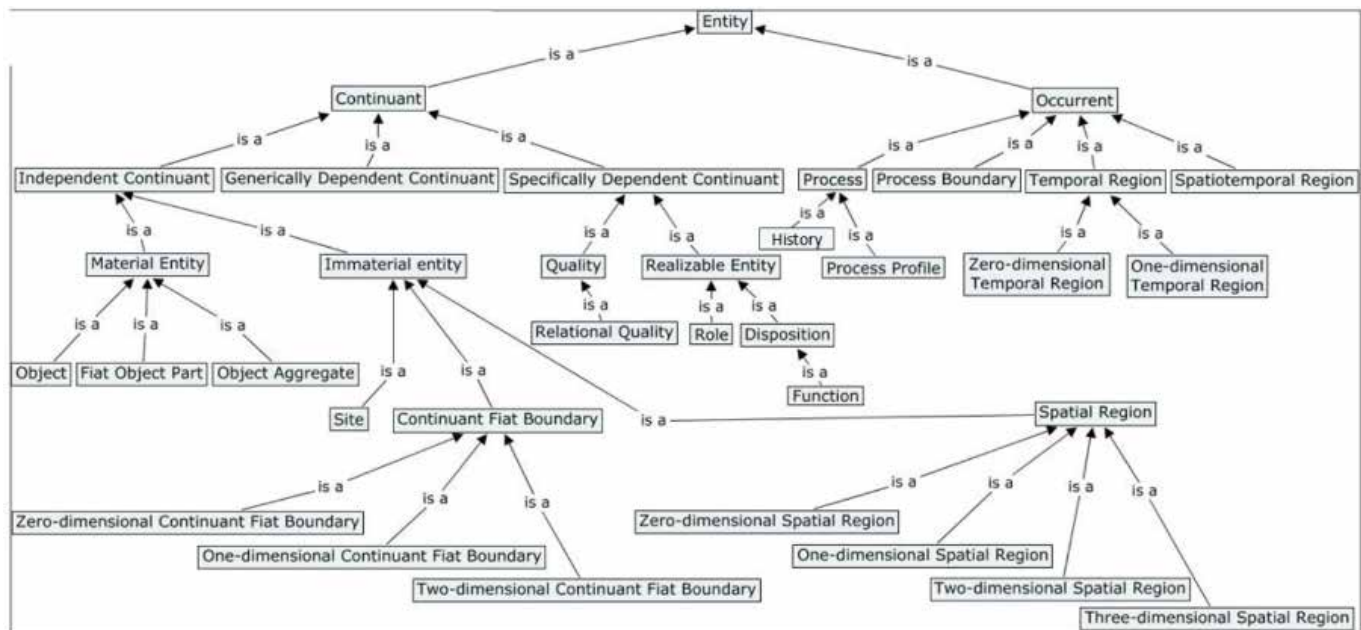 Entity
is a
is a
Continuant
Occurrent
is a
is a
is a
is a
is a
is a
is a
Independent Continuant
Generically Dependent Continuant
Specifically Dependent Continuant
Process
Process Boundary
Temporal Region
Spatiotemporal Region
is a
is a
is a
is a
is a
is a
is a
is a
Material Entity
Immaterial entity
Quality
Realizable Entity
History
Process Profile
Zero-dimensional
Temporal Region
One-dimensional
Temporal Region
is a
is a
is a
is a
is a
is a
Relational Quality
Role
Disposition
Object
Fiat Object Part
Object Aggregate
is a
is a
is a
Function
Site
Continuant Fiat Boundary
is a
Spatial Region
is a
is a
is a
is a
is a
is a
is a
Zero-dimensional Continuant Fiat Boundary
Zero-dimensional Spatial Region
One-dimensional Continuant Fiat Boundary
One-dimensional Spatial Region
Two-dimensional Continuant Fiat Boundary
Two-dimensional Spatial Region
Three-dimensional Spatial Region